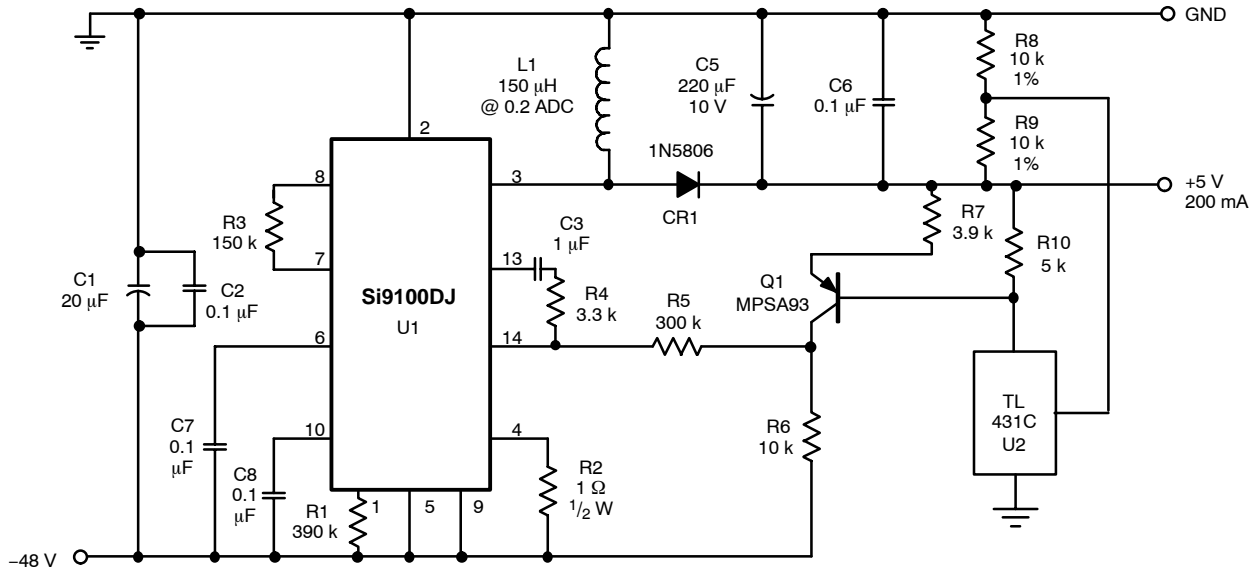 GND
R8
10 k
1%
L1
150 μH
@ 0.2 ADC
C5
220 μF
10 V
C6
0.1 μF
2
R9
10 k
1%
1N5806
8
3
+5 V
200 mA
R3
150 k
CR1
C3
1 μF
R7
3.9 k
7
13
R10
5 k
C1
20 μF
C2
0.1 μF
Si9100DJ
U1
R4
3.3 k
R5
300 k
Q1
MPSA93
6
14
TL
431C
U2
C7
0.1
μF
10
4
R6
10 k
C8
0.1
μF
R2
1 Ω
1/2 W
R1
390 k
1
5
9
–48 V